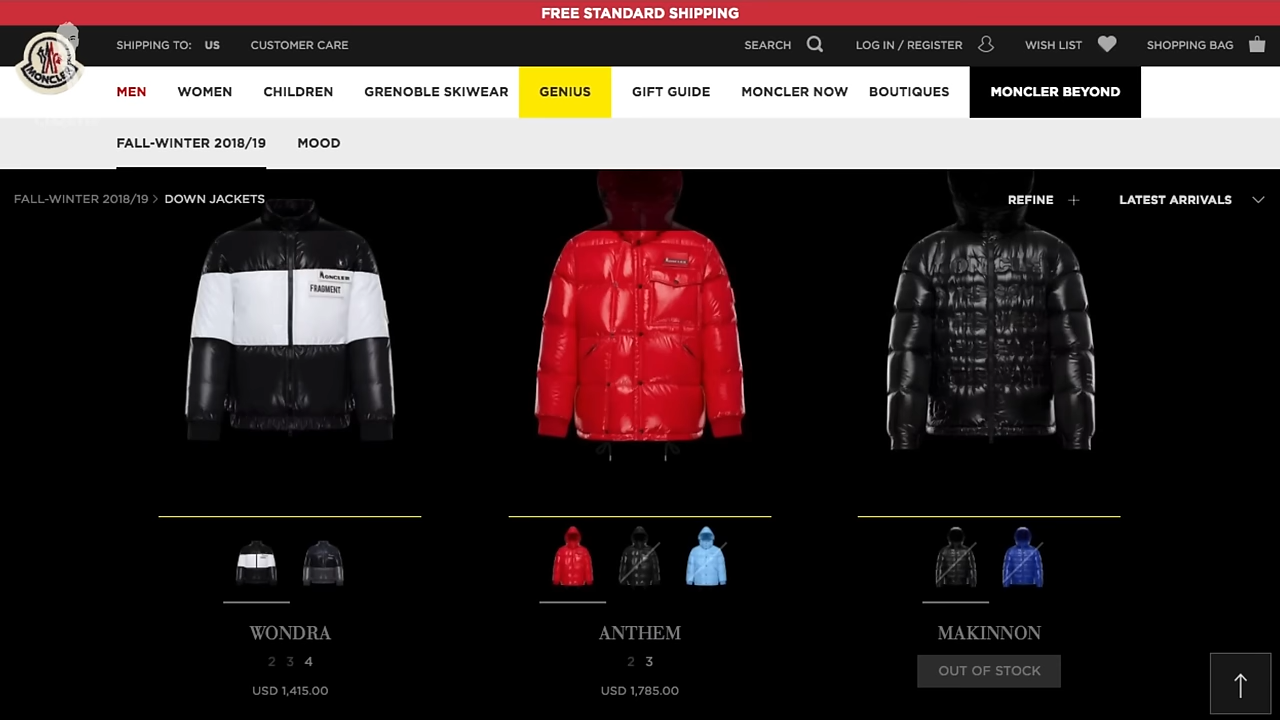 FREE STANDARD SHIPPING
SHIPPING TO: US CUSTOMER CARE SEARCH LOG IN / REGISTER WISH LIST SHOPPING BAG
MONCLER
MEN WOMEN CHILDREN GRENOBLE SKIWEAR GENIUS GIFT GUIDE MONCLER NOW BOUTIQUES MONCLER BEYOND
FALL-WINTER 2018/19 MOOD
FALL-WINTER 2018/19 > DOWN JACKETS REFINE + LATEST ARRIVALS
MONCLER
FRAGMENT
MONCLER
WONDRA ANTHEM MAKINNON
2 3 4 2 3 OUT OF STOCK
USD 1,415.00 USD 1,785.00